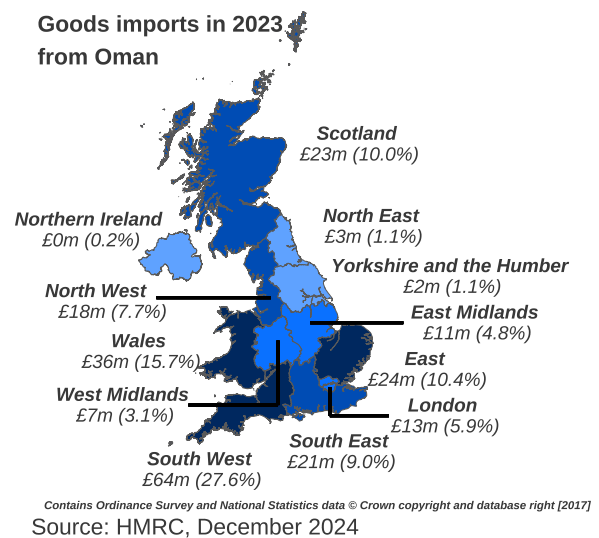 Goods imports in 2023
from Oman
Scotland
£23m (10.0%)
Northern Ireland
£0m (0.2%)
North East
£3m (1.1%)
Yorkshire and the Humber
£2m (1.1%)
North West
£18m (7.7%)
East Midlands
£11m (4.8%)
Wales
£36m (15.7%)
East
£24m (10.4%)
West Midlands
£7m (3.1%)
London
£13m (5.9%)
South East
£21m (9.0%)
South West
£64m (27.6%)
Contains Ordinance Survey and National Statistics data © Crown copyright and database right [2017]
Source: HMRC, December 2024